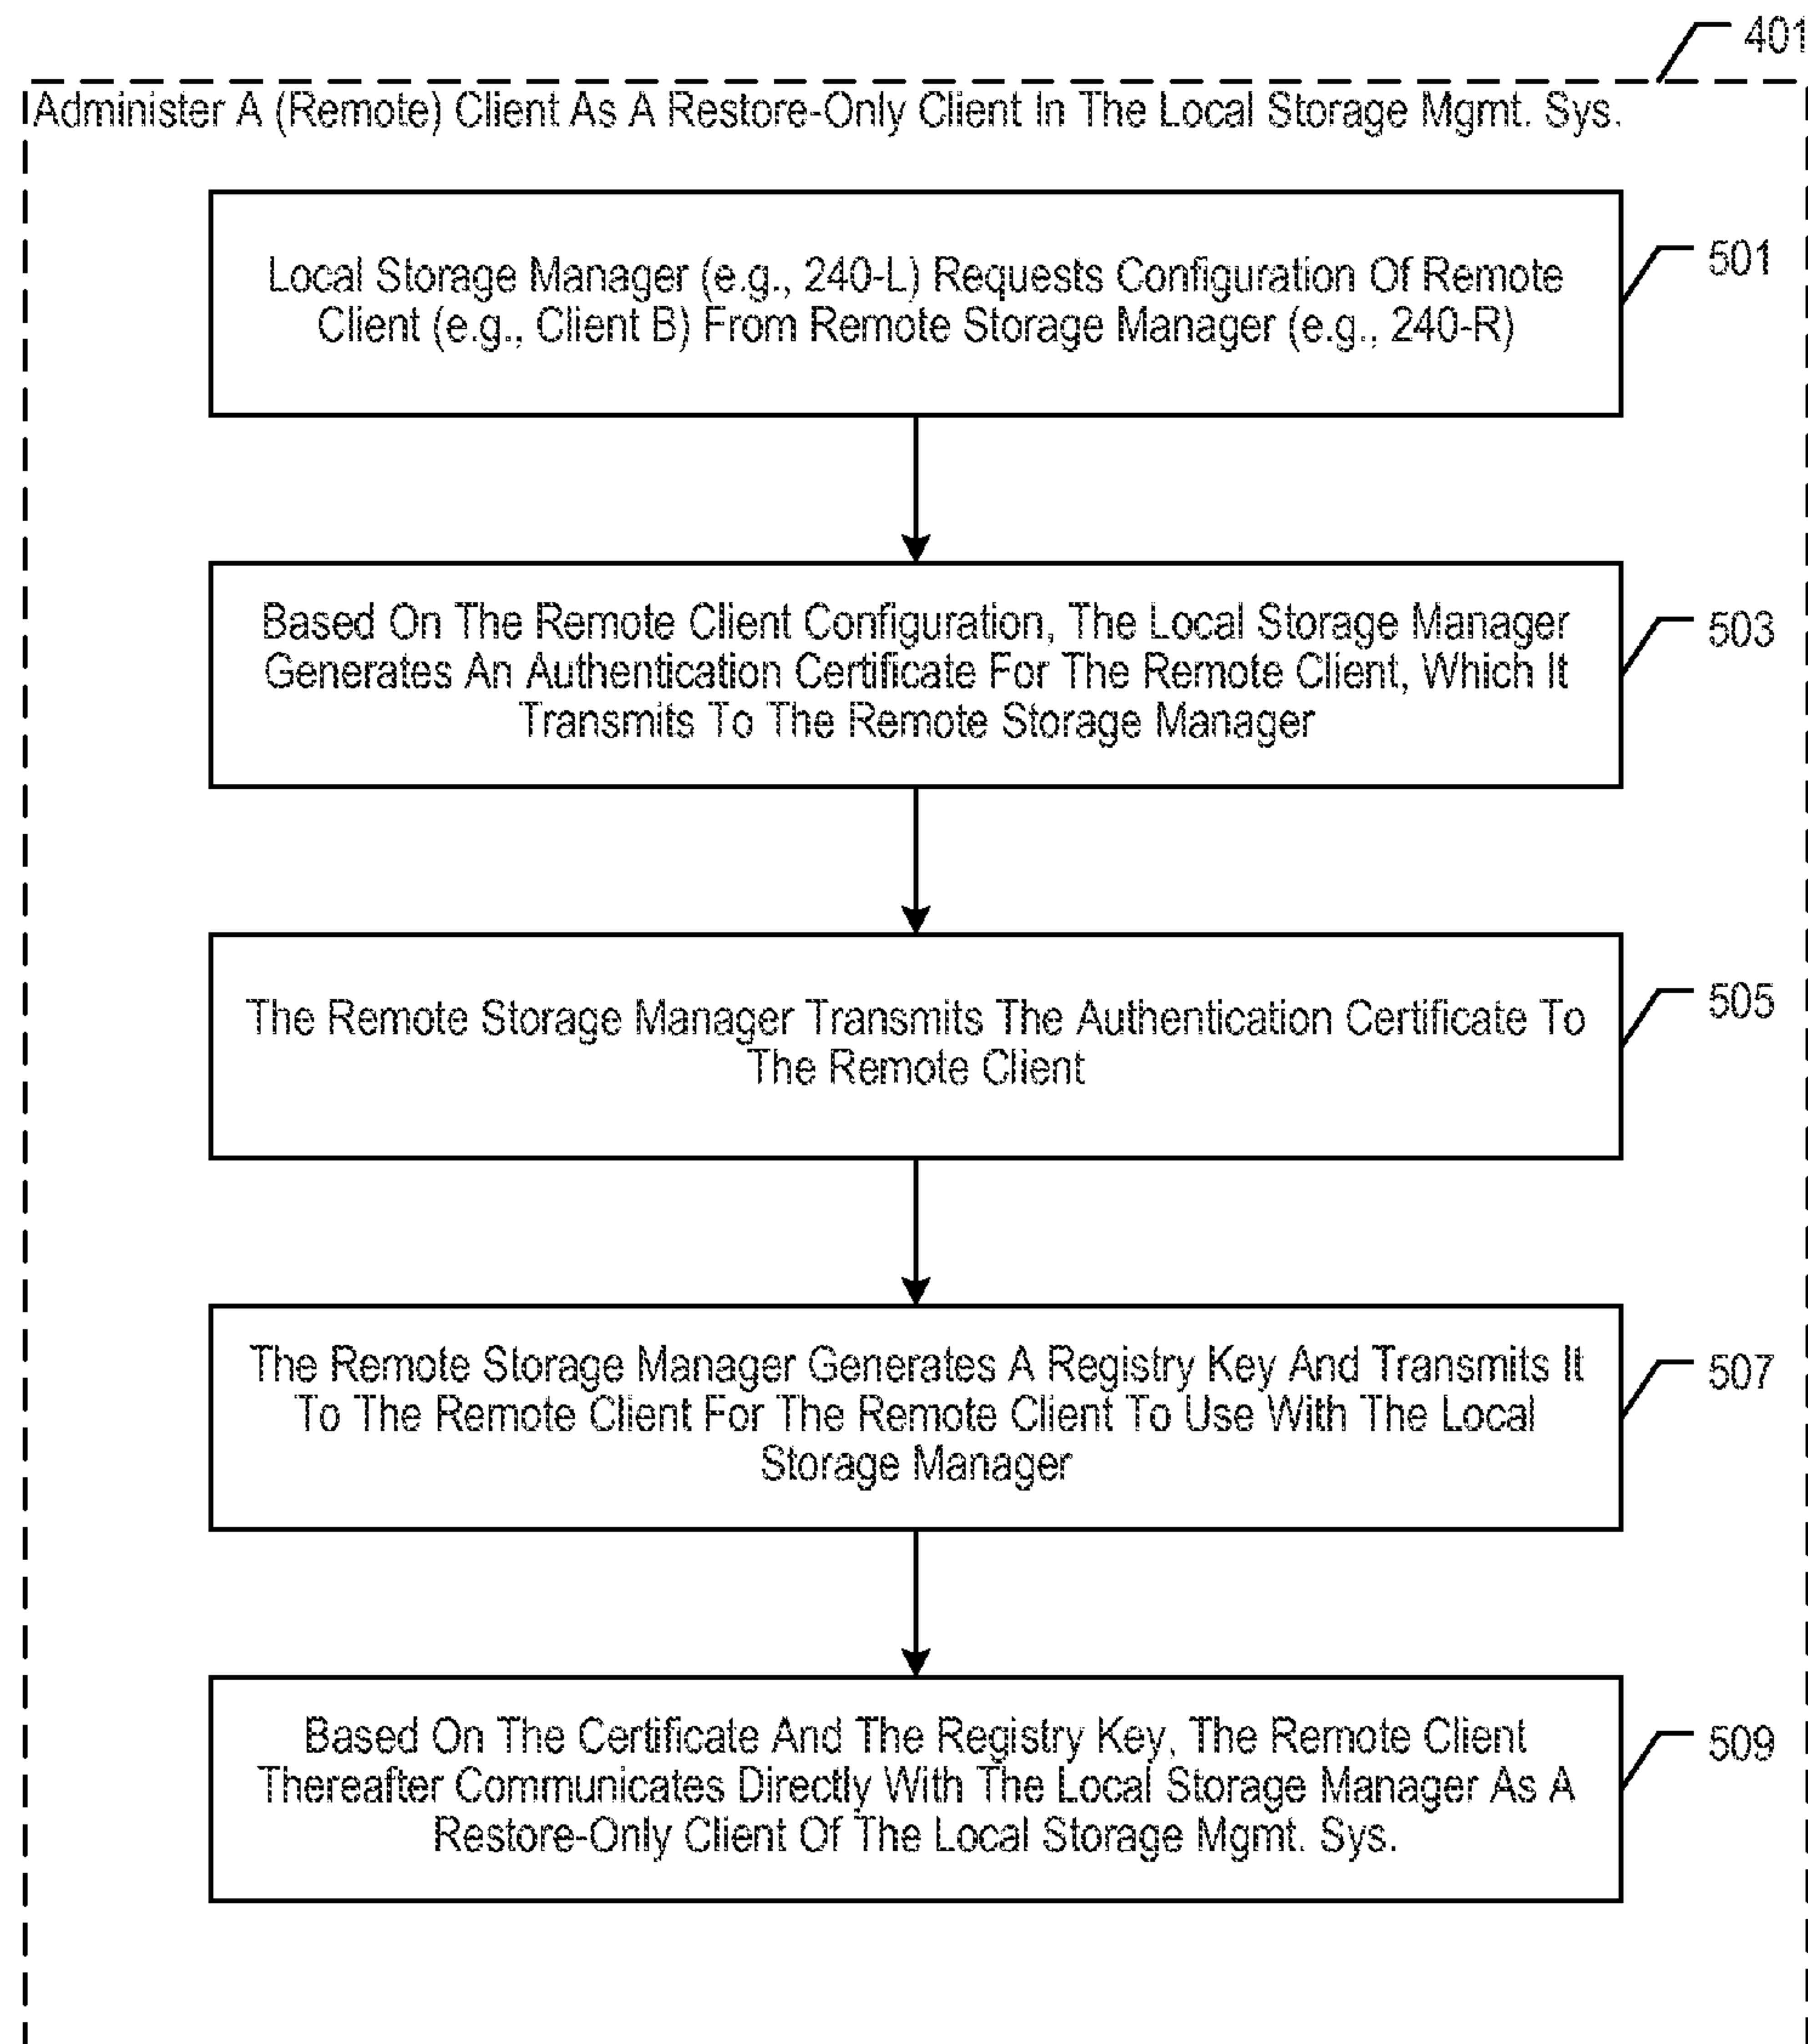 401
Administer A (Remote) Client As A Restore-Only Client In The Local Storage Mgmt. Sys.
Local Storage Manager (e.g., 240-L) Requests Configuration Of Remote
Client (e.g., Client B) From Remote Storage Manager (e.g., 240-R)
501
Based On The Remote Client Configuration, The Local Storage Manager
Generates An Authentication Certificate For The Remote Client, Which It
Transmits To The Remote Storage Manager
503
The Remote Storage Manager Transmits The Authentication Certificate To
The Remote Client
505
The Remote Storage Manager Generates A Registry Key And Transmits It
To The Remote Client For The Remote Client To Use With The Local
Storage Manager
507
Based On The Certificate And The Registry Key, The Remote Client
Thereafter Communicates Directly With The Local Storage Manager As A
Restore-Only Client Of The Local Storage Mgmt. Sys.
509